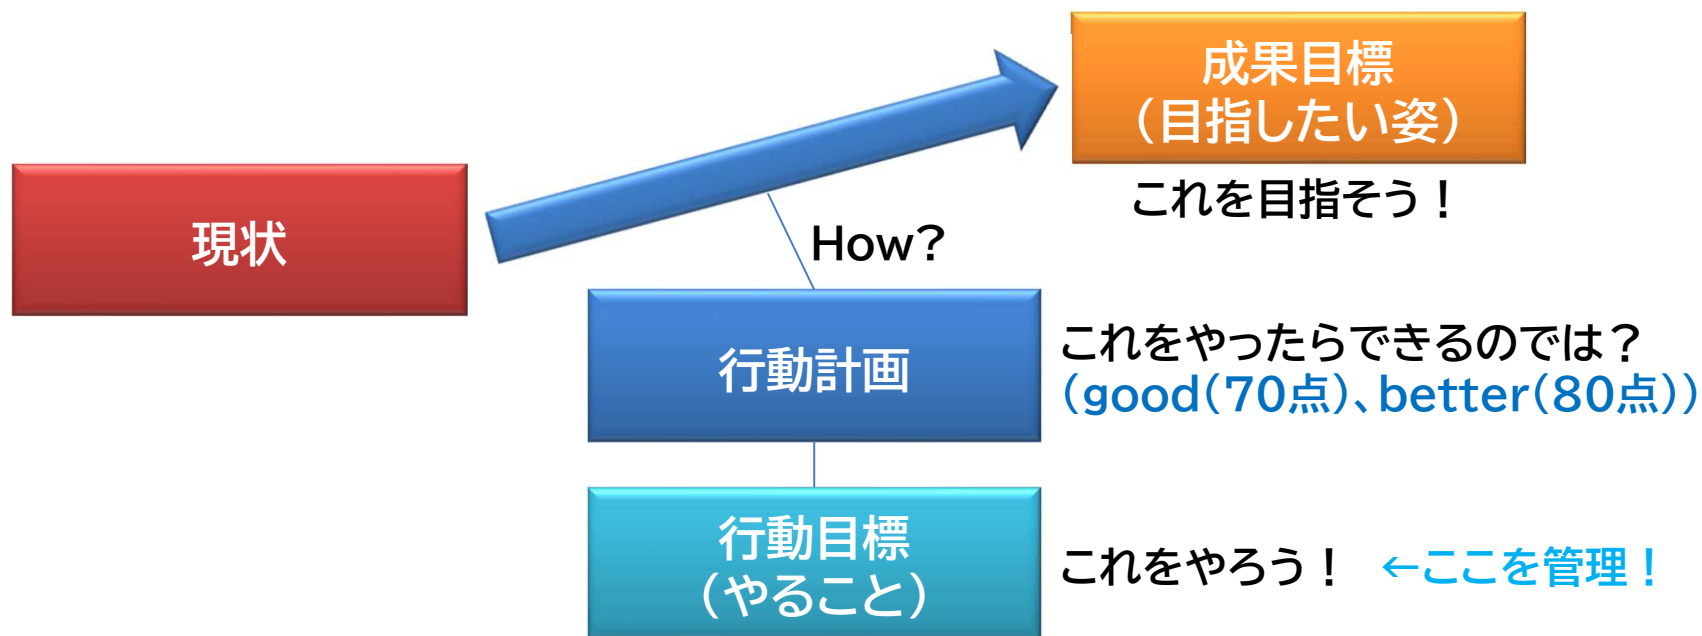 成果目標
（目指したい姿）
これを目指そう！
現状
How?
行動計画
これをやったらできるのでは？
（good（70点）、better（80点））
行動目標
（やること）
これをやろう！ ←ここを管理！